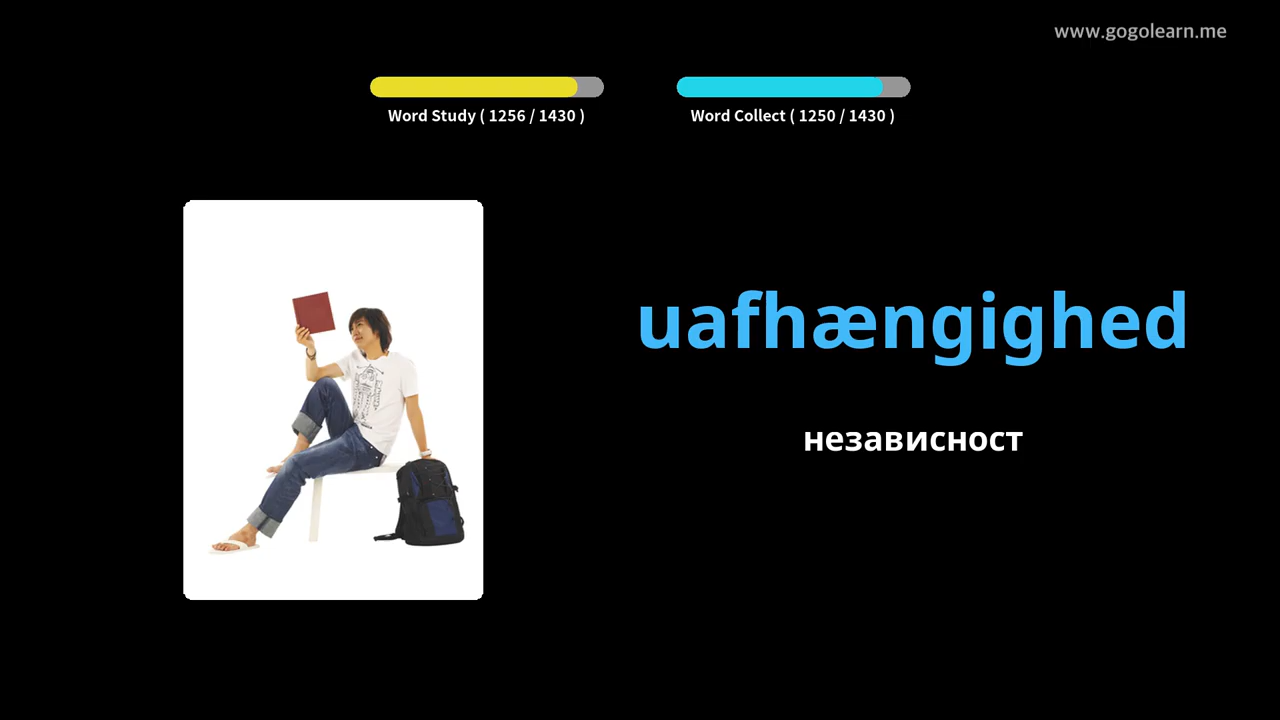 www.gogolearn.me
Word Study ( 1256 / 1430 )
Word Collect ( 1250 / 1430 )
uafhængighed
независност